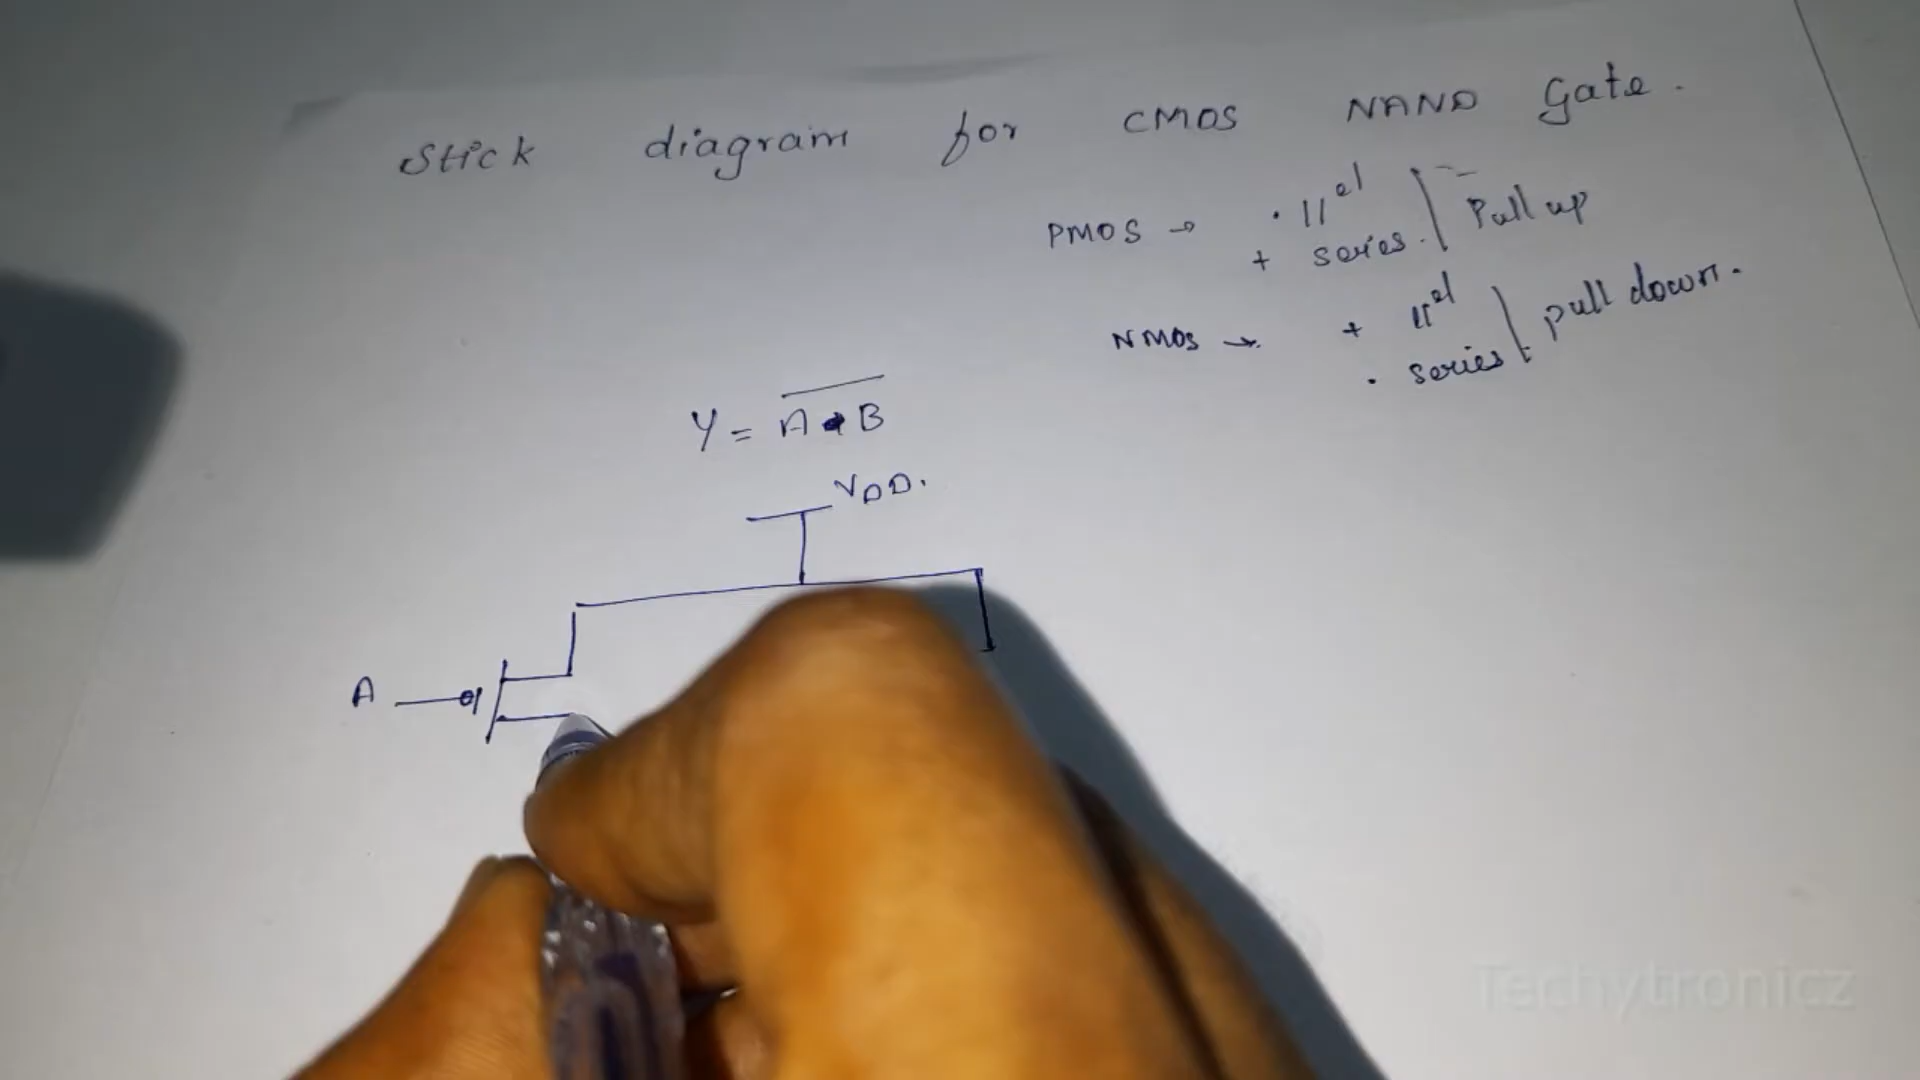 Stick diagram for CMOS NAND Gate.
PMOS → · ||el
+ series. Pull up
NMOS → + ||el
· series pull down.
Y = A̅ ̅·̅ ̅B̅
VDD.
A
Techytronicz